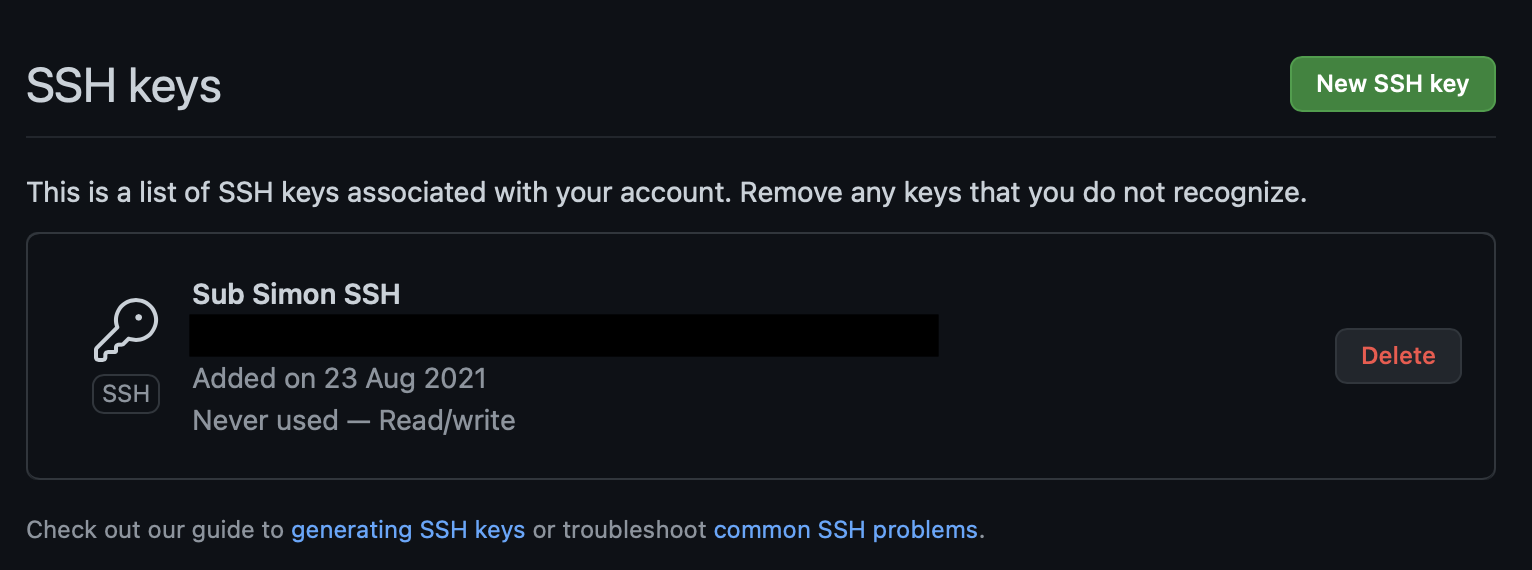 SSH keys
New SSH key
This is a list of SSH keys associated with your account. Remove any keys that you do not recognize.
Sub Simon SSH
Added on 23 Aug 2021
Never used — Read/write
SSH
Delete
Check out our guide to generating SSH keys or troubleshoot common SSH problems.